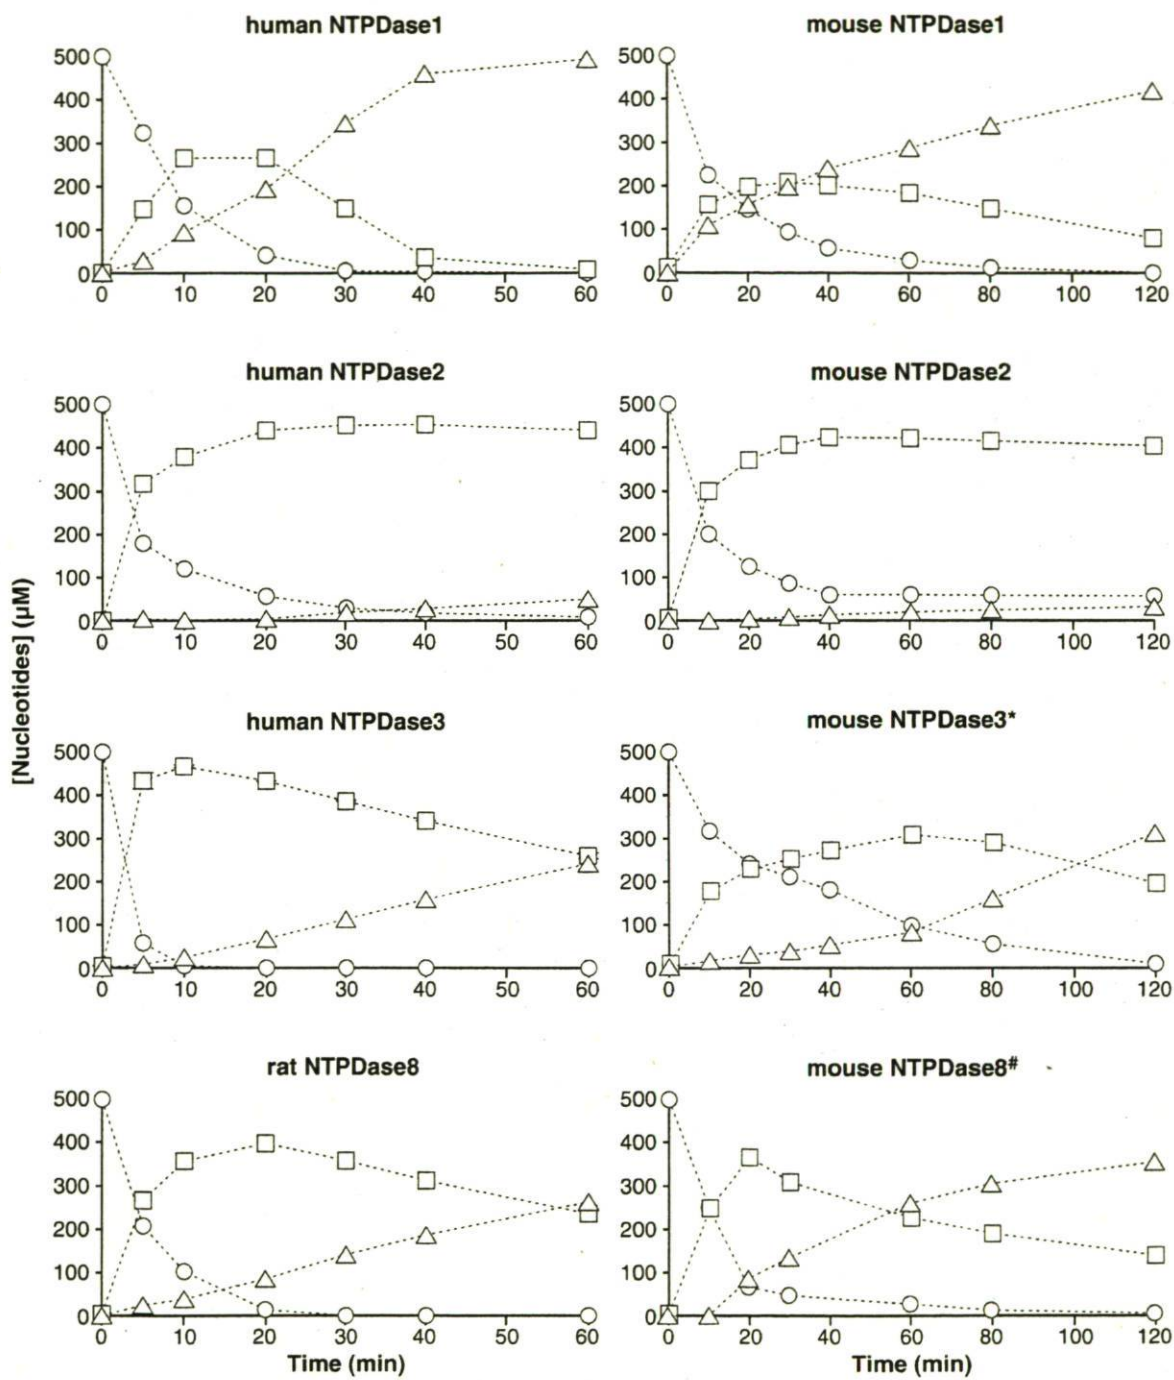 human NTPDase1
500
400
300
200
100
0
0 10 20 30 40 50 60
mouse NTPDase1
500
400
300
200
100
0
0 20 40 60 80 100 120
human NTPDase2
500
400
300
200
100
0
0 10 20 30 40 50 60
mouse NTPDase2
500
400
300
200
100
0
0 20 40 60 80 100 120
[Nucleotides] (µM)
human NTPDase3
500
400
300
200
100
0
0 10 20 30 40 50 60
mouse NTPDase3*
500
400
300
200
100
0
0 20 40 60 80 100 120
rat NTPDase8
500
400
300
200
100
0
0 10 20 30 40 50 60
Time (min)
mouse NTPDase8#
500
400
300
200
100
0
0 20 40 60 80 100 120
Time (min)